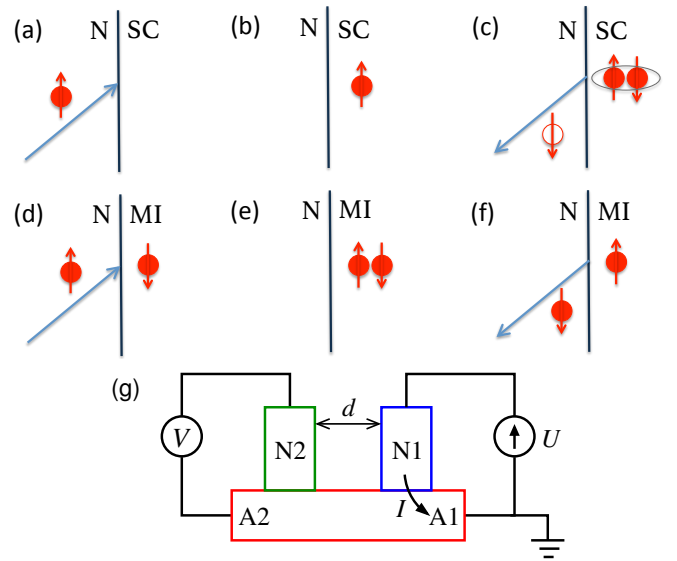 (a) N SC
(b) N SC
(c) N SC
(d) N MI
(e) N MI
(f) N MI
(g)
d
V N2 N1 U
A2 I A1